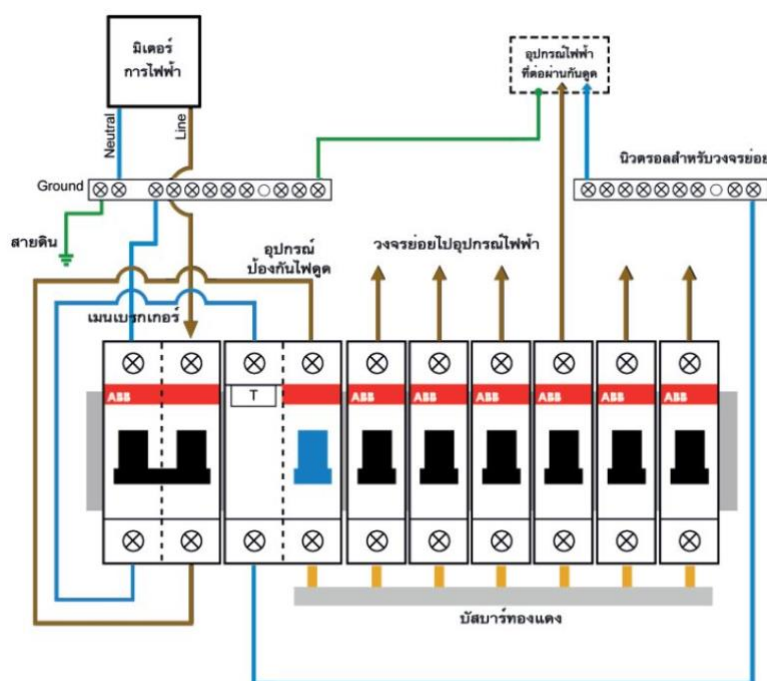 มิเตอร์
การไฟฟ้า
อุปกรณ์ไฟฟ้า
ที่ต่อผ่านกันดูด
Neutral
Line
นิวตรอลสำหรับวงจรย่อย
Ground
สายดิน
อุปกรณ์
ป้องกันไฟดูด
วงจรย่อยไปอุปกรณ์ไฟฟ้า
เมนเบรกเกอร์
ABB
ABB
ABB
ABB
ABB
ABB
ABB
T
บัสบาร์ทองแดง